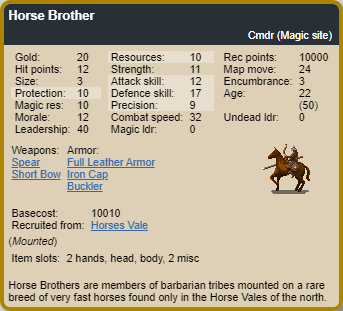 Horse Brother
Cmdr (Magic site)
Gold: 20 Resources: 10 Rec points: 10000
Hit points: 12 Strength: 11 Map move: 24
Size: 3 Attack skill: 12 Encumbrance: 3
Protection: 10 Defence skill: 17 Age: 22
Magic res: 10 Precision: 9 (50)
Morale: 12 Combat speed: 32 Undead ldr: 0
Leadership: 40 Magic ldr: 0
Weapons: Armor:
Spear Full Leather Armor
Short Bow Iron Cap
Buckler
Basecost: 10010
Recruited from: Horses Vale
(Mounted)
Item slots: 2 hands, head, body, 2 misc
Horse Brothers are members of barbarian tribes mounted on a rare
breed of very fast horses found only in the Horse Vales of the north.